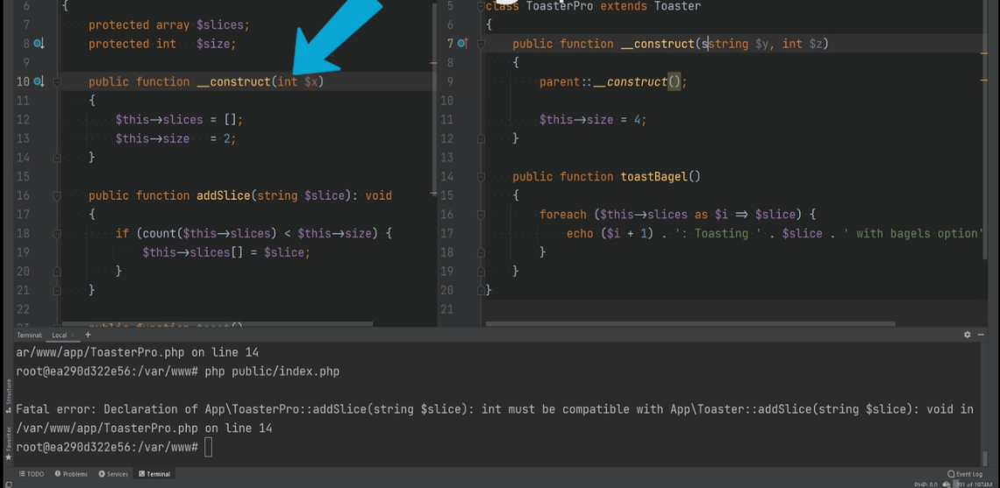 6 {
7 protected array $slices;
8 protected int $size;
9
10 public function __construct(int $x)
11 {
12 $this->slices = [];
13 $this->size = 2;
14 }
15
16 public function addSlice(string $slice): void
17 {
18 if (count($this->slices) < $this->size) {
19 $this->slices[] = $slice;
20 }
21 }
22
5 class ToasterPro extends Toaster
6 {
7 public function __construct(sstring $y, int $z)
8 {
9 parent::__construct();
10
11 $this->size = 4;
12 }
13
14 public function toastBagel()
15 {
16 foreach ($this->slices as $i => $slice) {
17 echo ($i + 1) . ': Toasting ' . $slice . ' with bagels option'
18 }
19 }
20 }
21
Terminal: Local × +
ar/www/app/ToasterPro.php on line 14
root@ea290d322e56:/var/www# php public/index.php
Fatal error: Declaration of App\ToasterPro::addSlice(string $slice): int must be compatible with App\Toaster::addSlice(string $slice): void in
/var/www/app/ToasterPro.php on line 14
root@ea290d322e56:/var/www#
Structure
Favorites
TODO Problems Services Terminal Event Log